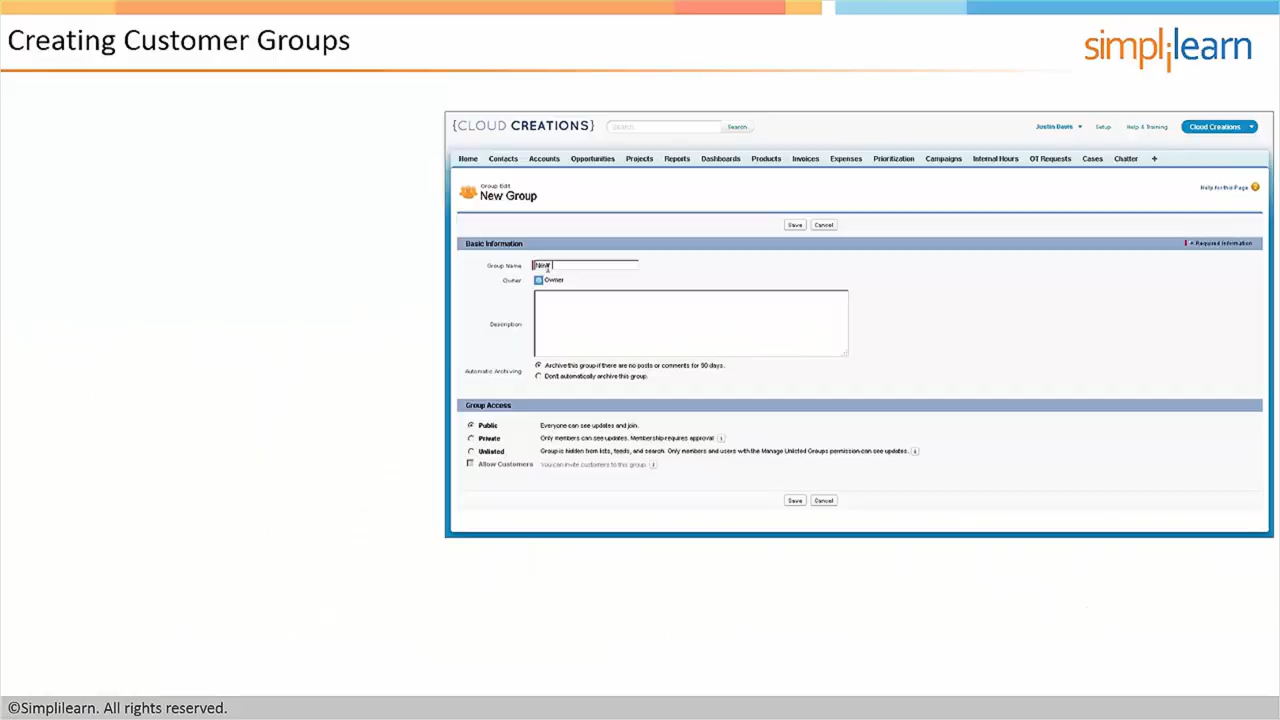 Creating Customer Groups
simplilearn
{CLOUD CREATIONS}
Search
Search
Justin Davis
Setup
Help & Training
Cloud Creations
Home Contacts Accounts Opportunities Projects Reports Dashboards Products Invoices Expenses Prioritization Campaigns Internal Hours OT Requests Cases Chatter +
Group Edit
New Group
Help for this Page
Save Cancel
Basic Information
= Required Information
Group Name New
Owner Owner
Description
Automatic Archiving
Archive this group if there are no posts or comments for 90 days.
Don't automatically archive this group.
Group Access
Public Everyone can see updates and join.
Private Only members can see updates. Membership requires approval.
Unlisted Group is hidden from lists, feeds, and search. Only members and users with the Manage Unlisted Groups permission can see updates.
Allow Customers You can invite customers to this group.
Save Cancel
©Simplilearn. All rights reserved.